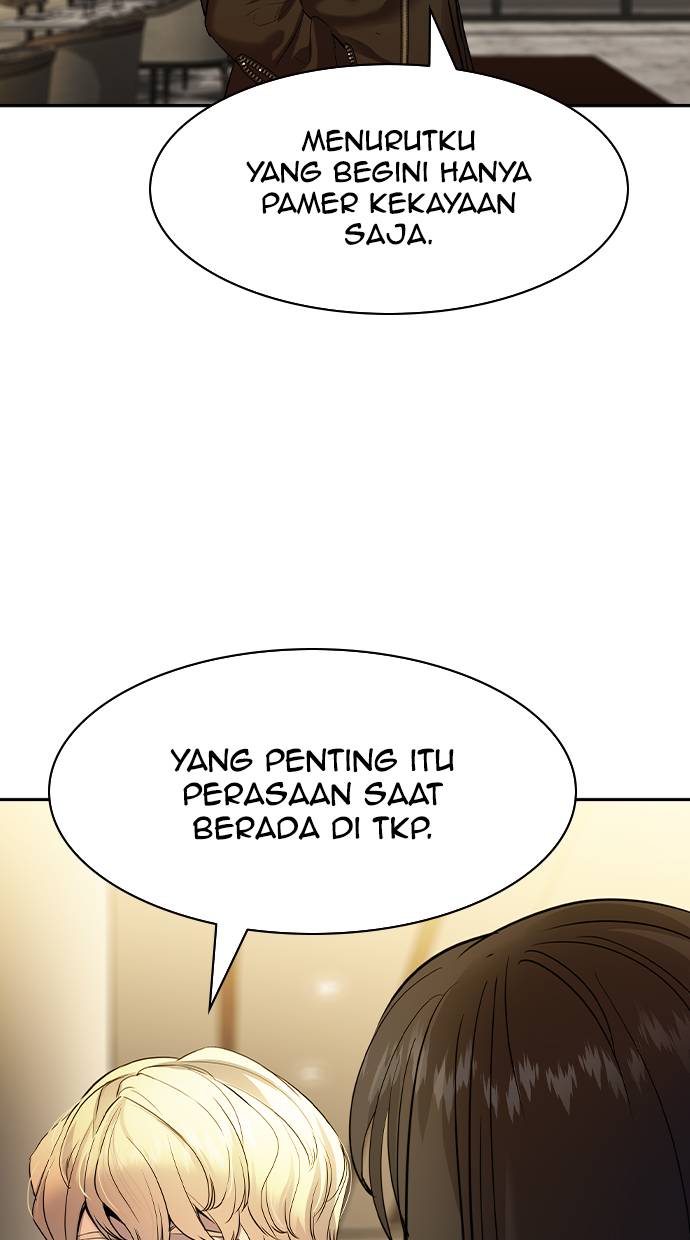 MENURUTKU
YANG BEGINI HANYA
PAMER KEKAYAAN
SAJA.
YANG PENTING ITU
PERASAAN SAAT
BERADA DI TKP.